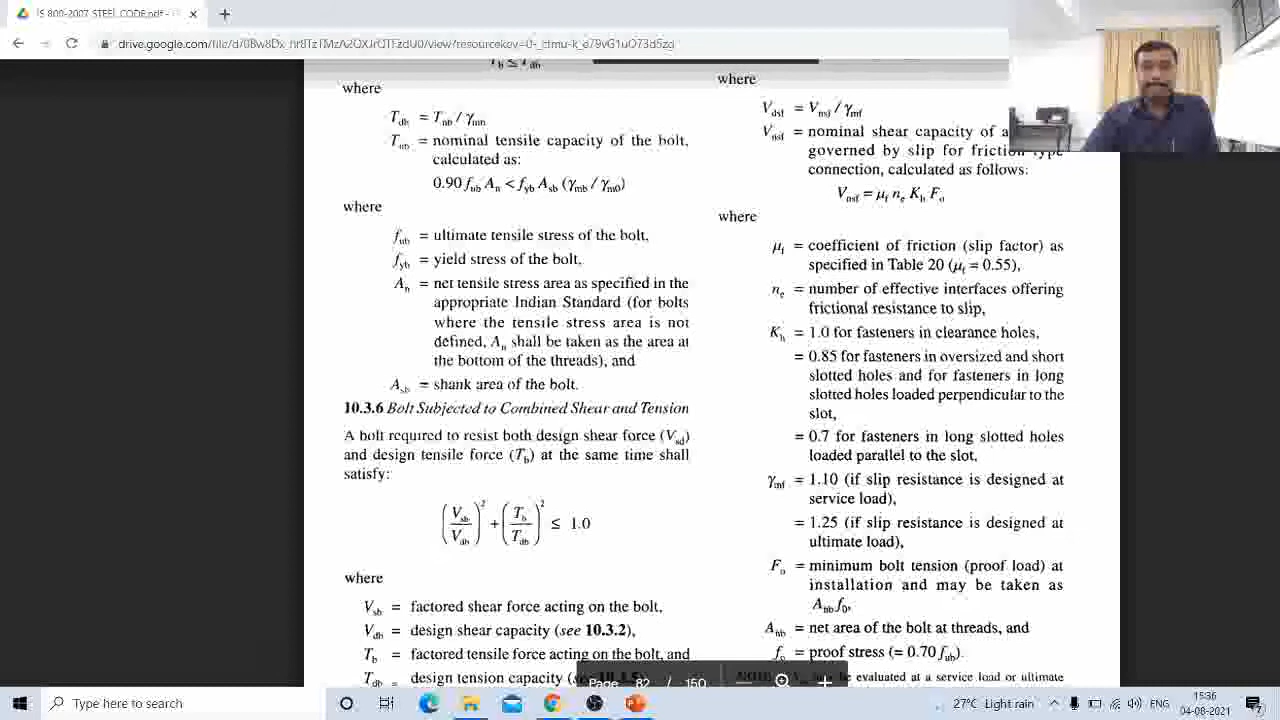 IS 800-2007 STEEL CODE.pdf -
T_b ≤ T_db
where
T_db = T_nb / γ_mb
T_nb = nominal tensile capacity of the bolt,
calculated as:
0.90 f_ub A_n < f_yb A_sb (γ_mb / γ_m0)
where
f_ub = ultimate tensile stress of the bolt,
f_yb = yield stress of the bolt,
A_n = net tensile stress area as specified in the
appropriate Indian Standard (for bolts
where the tensile stress area is not
defined, A_n shall be taken as the area at
the bottom of the threads), and
A_sb = shank area of the bolt.
10.3.6 Bolt Subjected to Combined Shear and Tension
A bolt required to resist both design shear force (V_sd)
and design tensile force (T_b) at the same time shall
satisfy:
(V_sb / V_db)^2 + (T_b / T_db)^2 ≤ 1.0
where
V_sb = factored shear force acting on the bolt,
V_db = design shear capacity (see 10.3.2),
T_b = factored tensile force acting on the bolt, and
T_db = design tension capacity
where
V_dsf = V_nsf / γ_mf
V_nsf = nominal shear capacity of a
governed by slip for friction type
connection, calculated as follows:
V_nsf = μ_f n_e K_h F_o
where
μ_f = coefficient of friction (slip factor) as
specified in Table 20 (μ_f = 0.55),
n_e = number of effective interfaces offering
frictional resistance to slip,
K_h = 1.0 for fasteners in clearance holes,
= 0.85 for fasteners in oversized and short
slotted holes and for fasteners in long
slotted holes loaded perpendicular to the
slot,
= 0.7 for fasteners in long slotted holes
loaded parallel to the slot,
γ_mf = 1.10 (if slip resistance is designed at
service load),
= 1.25 (if slip resistance is designed at
ultimate load),
F_o = minimum bolt tension (proof load) at
installation and may be taken as
A_nb f_0,
A_nb = net area of the bolt at threads, and
f_o = proof stress (= 0.70 f_ub).
be evaluated at a service load or ultimate
Page 82 / 150
Type here to search
27°C Light rain
ENG
15:36
04-08-2021